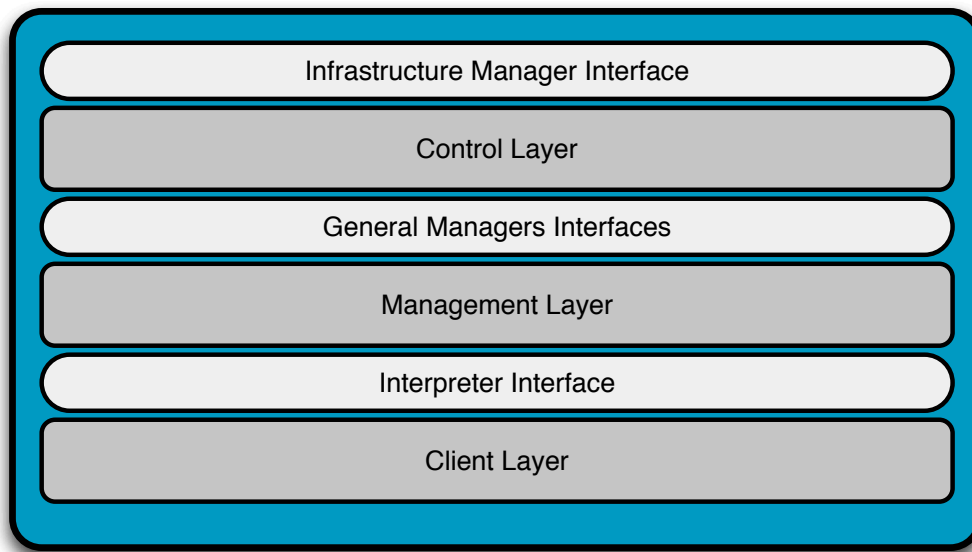 Infrastructure Manager Interface
Control Layer
General Managers Interfaces
Management Layer
Interpreter Interface
Client Layer